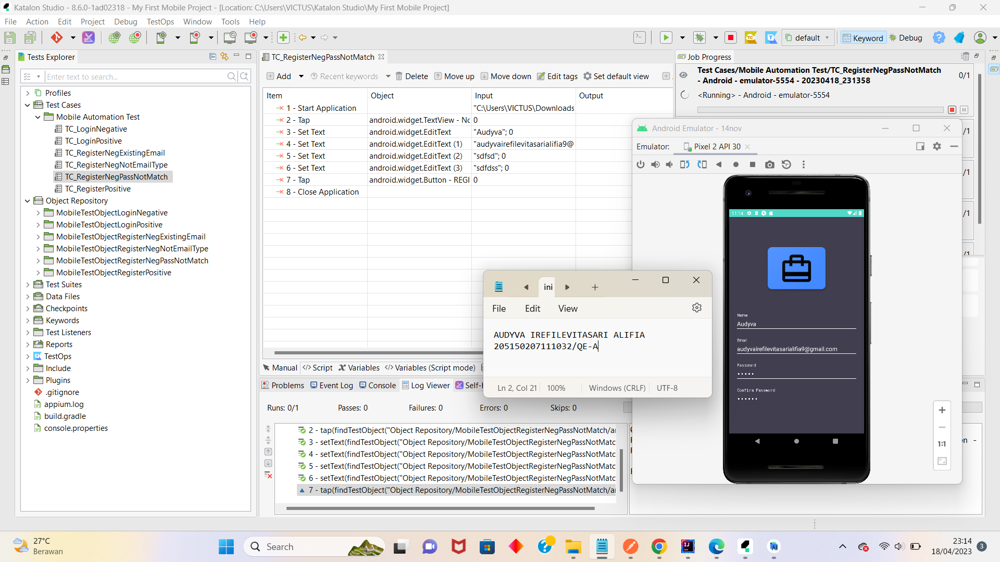 Katalon Studio - 8.6.0-1ad02318 - My First Mobile Project - [Location: C:\Users\VICTUS\Katalon Studio\My First Mobile Project]
File Action Edit Project Debug TestOps Window Tools Help
default
Keyword
Debug
Tests Explorer
Enter text to search...
Profiles
Test Cases
Mobile Automation Test
TC_LoginNegative
TC_LoginPositive
TC_RegisterNegExistingEmail
TC_RegisterNegNotEmailType
TC_RegisterNegPassNotMatch
TC_RegisterPositive
Object Repository
MobileTestObjectLoginNegative
MobileTestObjectLoginPositive
MobileTestObjectRegisterNegExistingEmail
MobileTestObjectRegisterNegNotEmailType
MobileTestObjectRegisterNegPassNotMatch
MobileTestObjectRegisterPositive
Test Suites
Data Files
Checkpoints
Keywords
Test Listeners
Reports
TestOps
Include
Plugins
.gitignore
appium.log
build.gradle
console.properties
TC_RegisterNegPassNotMatch
Add Recent keywords Delete Move up Move down Edit tags Set default view
Item Object Input Output
1 - Start Application "C:\Users\VICTUS\Downloads
2 - Tap android.widget.TextView - Nc 0
3 - Set Text android.widget.EditText "Audyva"; 0
4 - Set Text android.widget.EditText (1) "audyvairefilevitasarialifia9@
5 - Set Text android.widget.EditText (2) "sdfsd"; 0
6 - Set Text android.widget.EditText (3) "sdfdss"; 0
7 - Tap android.widget.Button - REGI 0
8 - Close Application
Manual Script Variables Variables (Script mode)
Problems Event Log Console Log Viewer Self-H
Runs: 0/1 Passes: 0 Failures: 0 Errors: 0 Skips: 0
2 - tap(findTestObject("Object Repository/MobileTestObjectRegisterNegPassNotMatch/ar
3 - setText(findTestObject("Object Repository/MobileTestObjectRegisterNegPassNotMatc
4 - setText(findTestObject("Object Repository/MobileTestObjectRegisterNegPassNotMatc
5 - setText(findTestObject("Object Repository/MobileTestObjectRegisterNegPassNotMatc
6 - setText(findTestObject("Object Repository/MobileTestObjectRegisterNegPassNotMatc
7 - tap(findTestObject("Object Repository/MobileTestObjectRegisterNegPassNotMatch/ar
Job Progress
Test Cases/Mobile Automation Test/TC_RegisterNegPassNotMatch
- Android - emulator-5554 - 20230418_231358
0/1
<Running> - Android - emulator-5554
/1
/1
/1
/1
on -
Android Emulator - 14nov
Emulator: Pixel 2 API 30
11:14
Name
Audyva
Email
audyvairefilevitasarialifia9@gmail.com
Password
•••••
Confirm Password
••••••
1:1
ini
File Edit View
AUDYVA IREFILEVITASARI ALIFIA
205150207111032/QE-A
Ln 2, Col 21 100% Windows (CRLF) UTF-8
27°C
Berawan
Search
23:14
18/04/2023
3